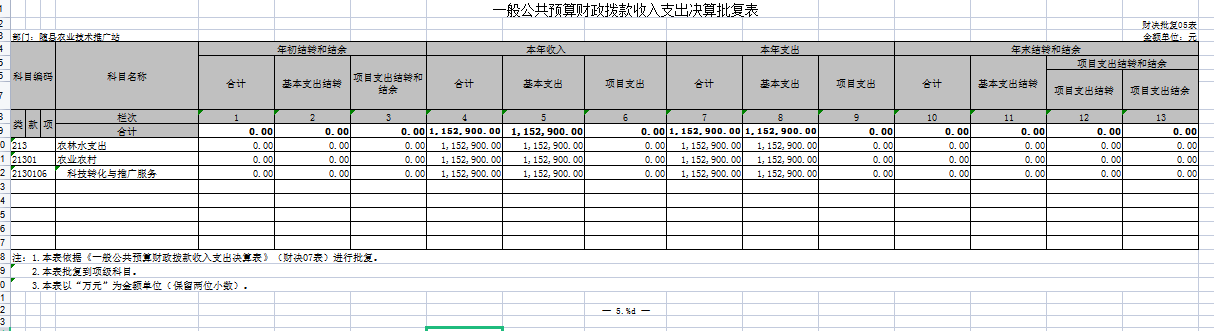 一般公共预算财政拨款收入支出决算批复表
财决批复05表
部门：随县农业技术推广站 金额单位：元
科目编码 科目名称 年初结转和结余 本年收入 本年支出 年末结转和结余
合计 基本支出结转 项目支出结转和结余 合计 基本支出 项目支出 合计 基本支出 项目支出 合计 基本支出结转 项目支出结转和结余
项目支出结转 项目支出结余
类 款 项 栏次 1 2 3 4 5 6 7 8 9 10 11 12 13
合计 0.00 0.00 0.00 1,152,900.00 1,152,900.00 0.00 1,152,900.00 1,152,900.00 0.00 0.00 0.00 0.00 0.00
213 农林水支出 0.00 0.00 0.00 1,152,900.00 1,152,900.00 0.00 1,152,900.00 1,152,900.00 0.00 0.00 0.00 0.00 0.00
21301 农业农村 0.00 0.00 0.00 1,152,900.00 1,152,900.00 0.00 1,152,900.00 1,152,900.00 0.00 0.00 0.00 0.00 0.00
2130106 科技转化与推广服务 0.00 0.00 0.00 1,152,900.00 1,152,900.00 0.00 1,152,900.00 1,152,900.00 0.00 0.00 0.00 0.00 0.00
注：1.本表依据《一般公共预算财政拨款收入支出决算表》（财决07表）进行批复。
2.本表批复到项级科目。
3.本表以“万元”为金额单位（保留两位小数）。
— 5.%d —